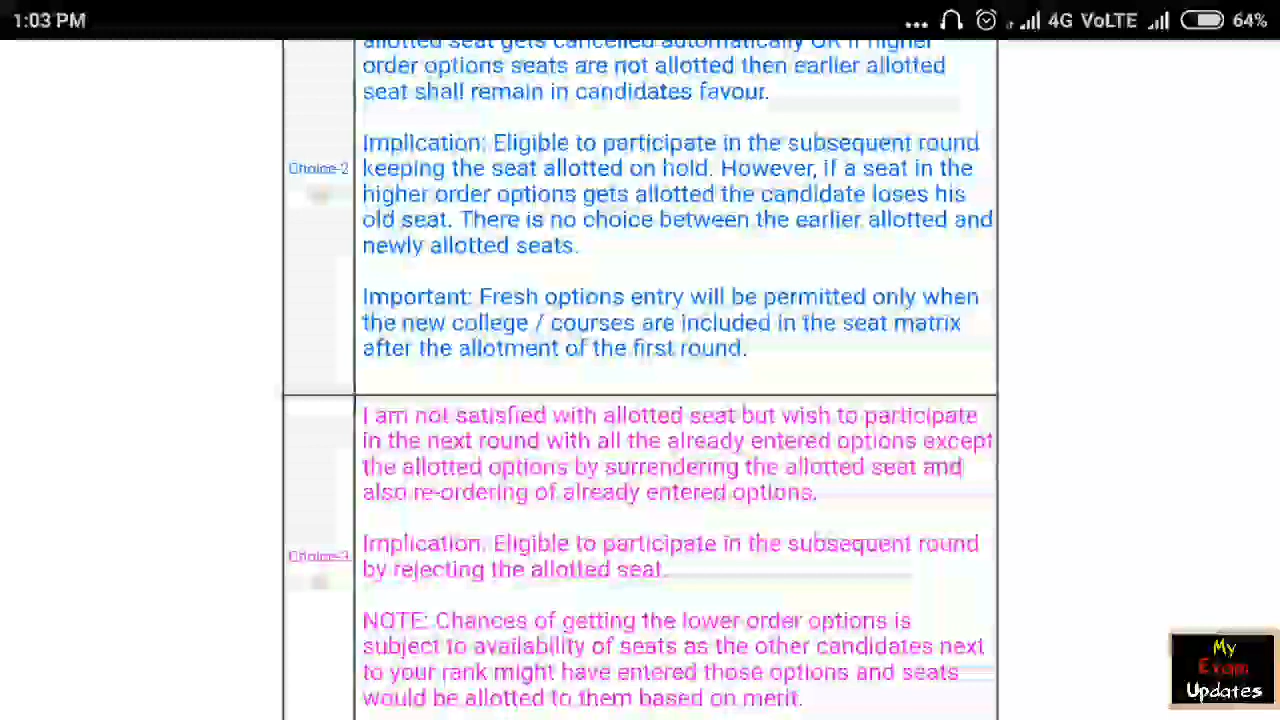 1:03 PM
... 4G VoLTE 64%
allotted seat gets cancelled automatically OR if higher
order options seats are not allotted then earlier allotted
seat shall remain in candidates favour.
Choice-2
Implication: Eligible to participate in the subsequent round
keeping the seat allotted on hold. However, if a seat in the
higher order options gets allotted the candidate loses his
old seat. There is no choice between the earlier allotted and
newly allotted seats.
Important: Fresh options entry will be permitted only when
the new college / courses are included in the seat matrix
after the allotment of the first round.
I am not satisfied with allotted seat but wish to participate
in the next round with all the already entered options except
the allotted options by surrendering the allotted seat and
also re-ordering of already entered options.
Choice-3
Implication: Eligible to participate in the subsequent round
by rejecting the allotted seat.
NOTE: Chances of getting the lower order options is
subject to availability of seats as the other candidates next
to your rank might have entered those options and seats
would be allotted to them based on merit.
My
Exam
Updates